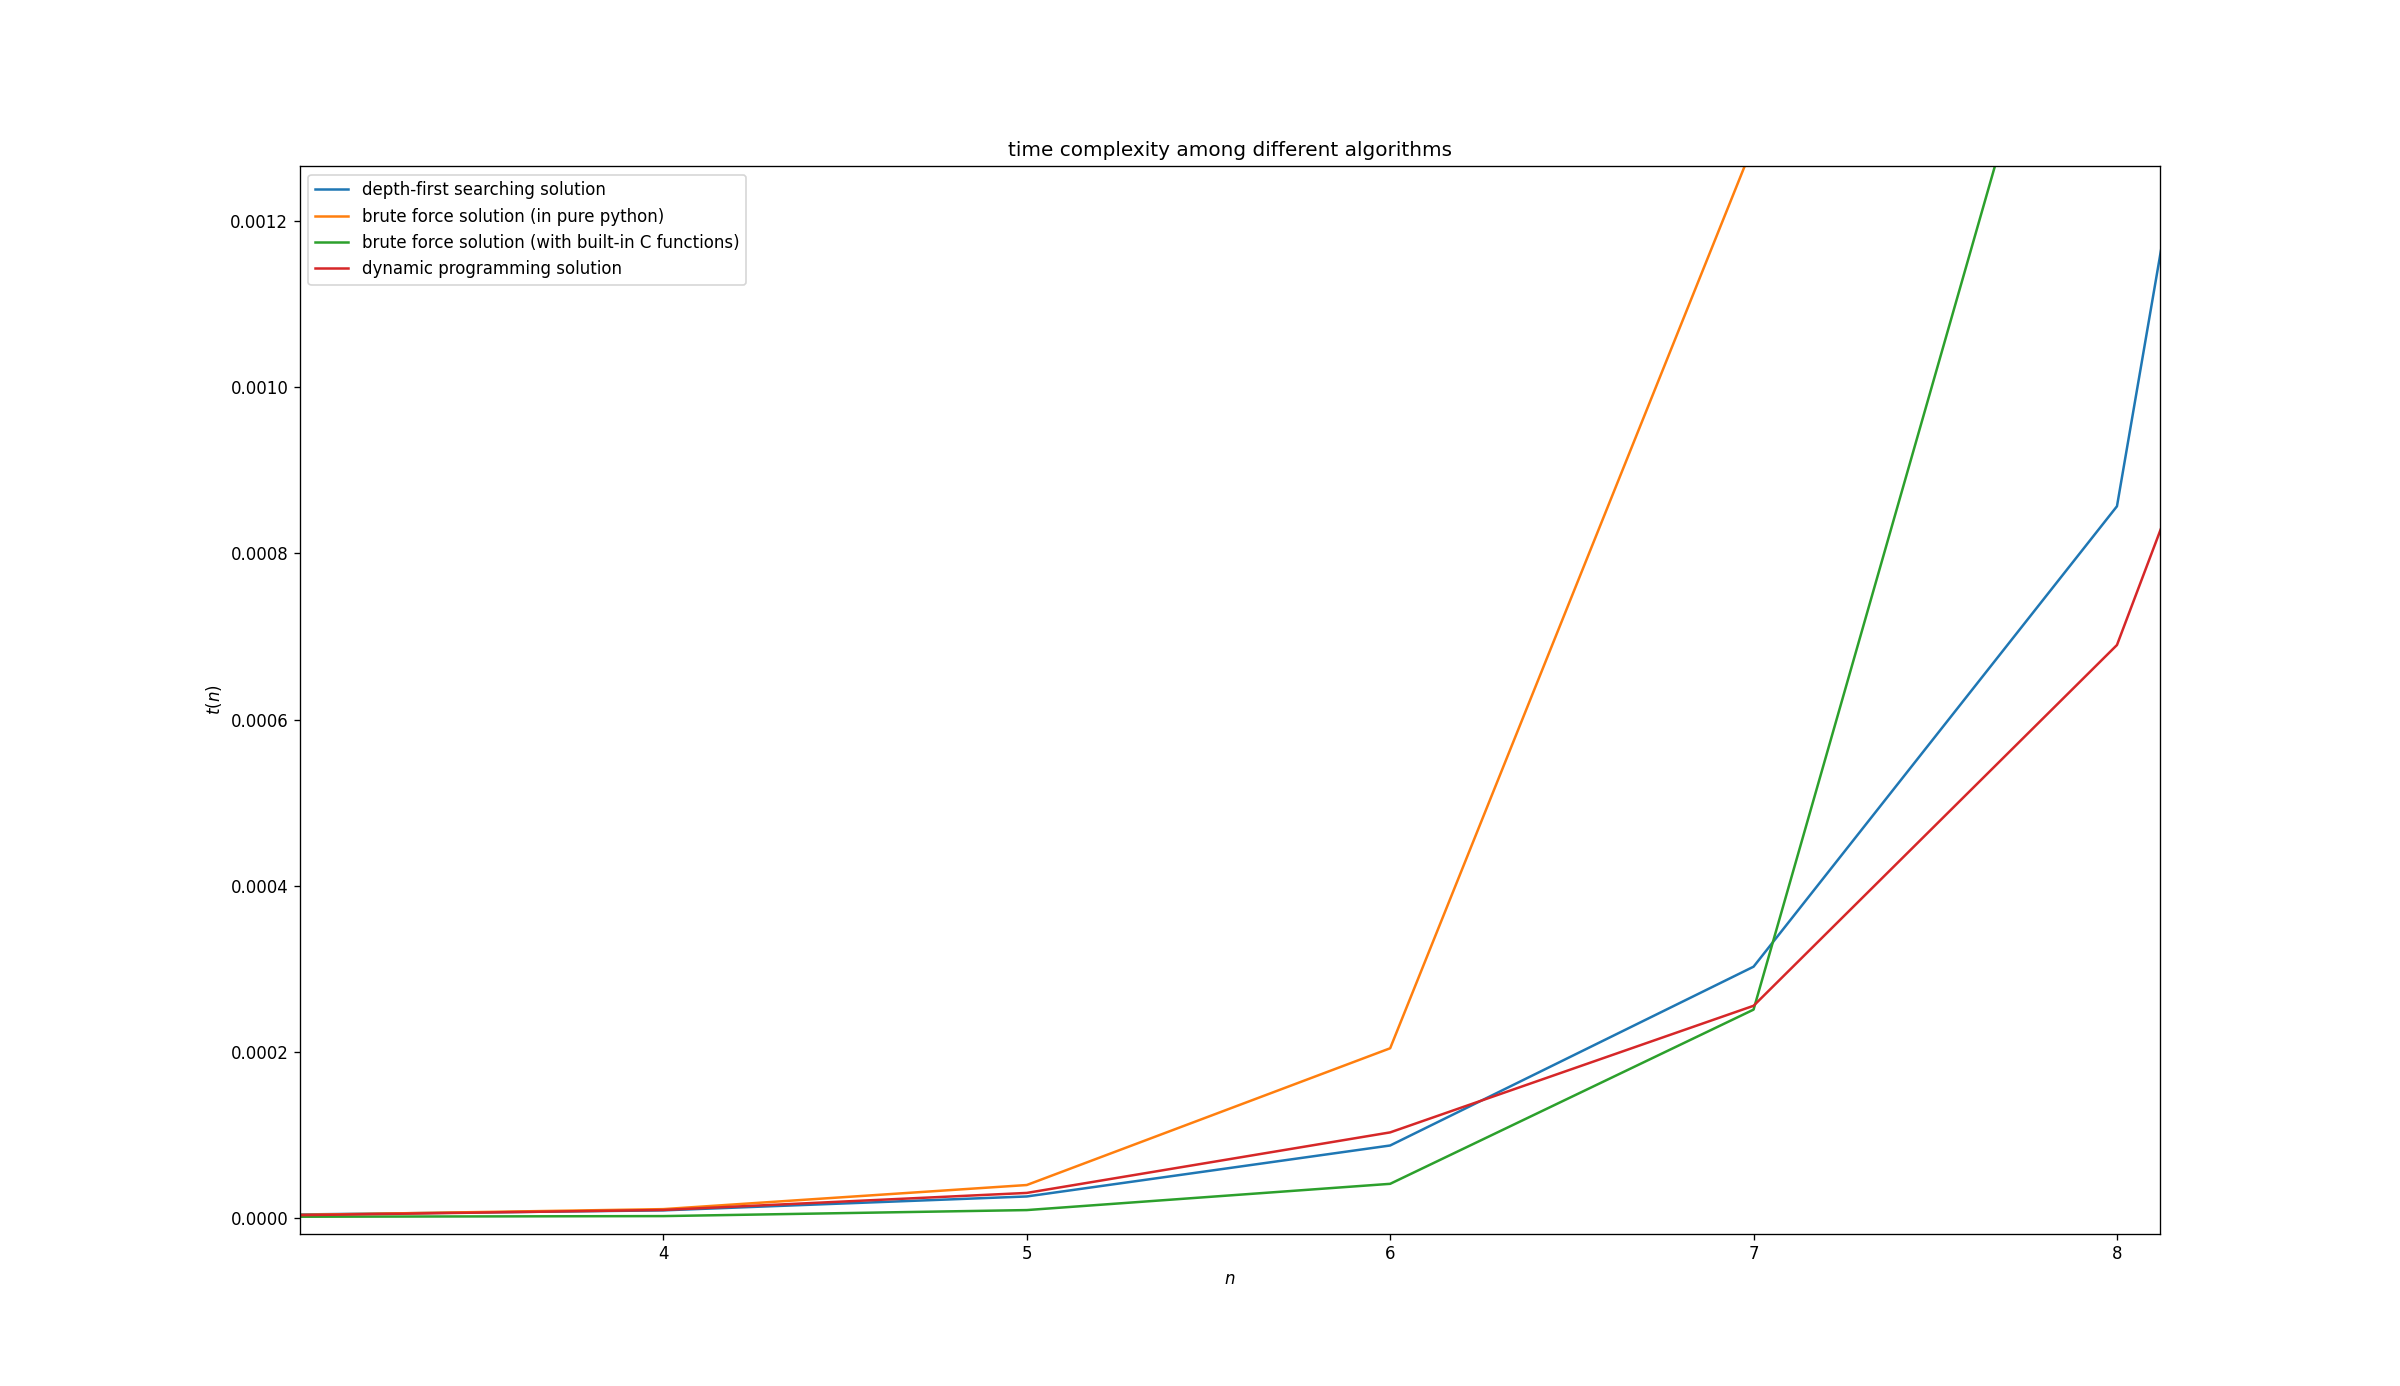 time complexity among different algorithms
depth-first searching solution
brute force solution (in pure python)
brute force solution (with built-in C functions)
dynamic programming solution
0.0012
0.0010
0.0008
0.0006
0.0004
0.0002
0.0000
t(n)
4 5 6 7 8
n